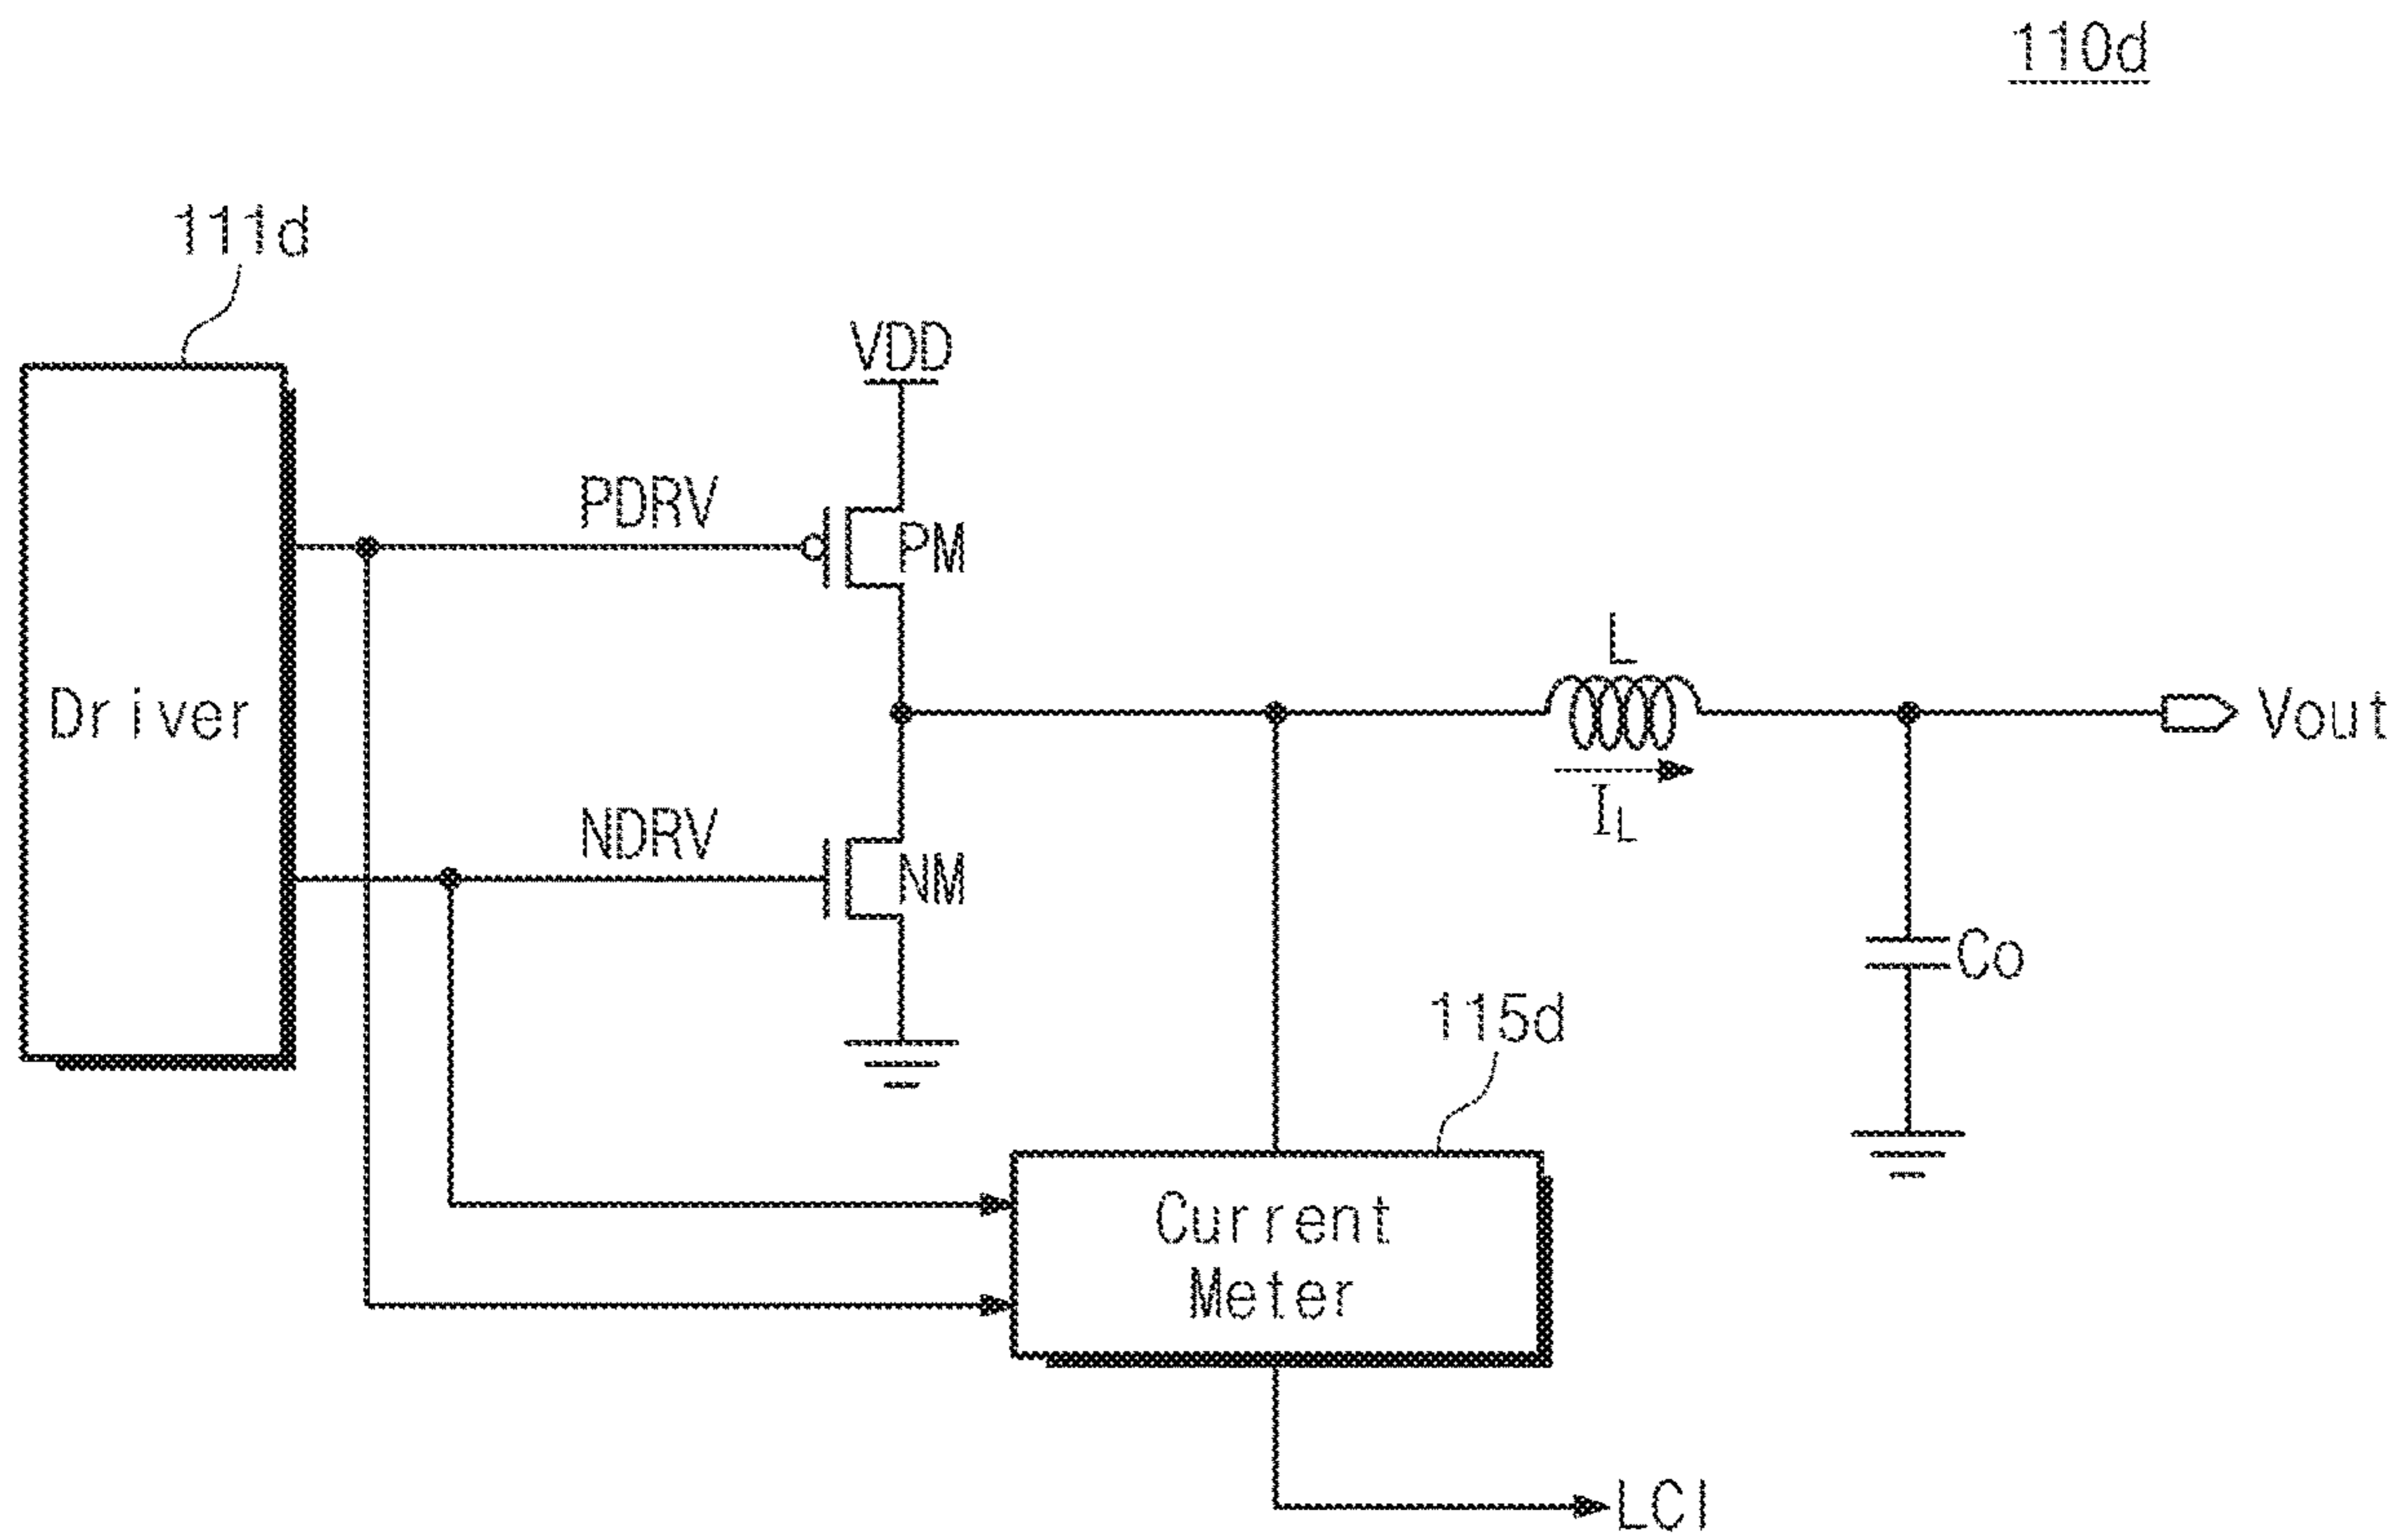 110d
111d
VDD
PDRV
PM
Driver
L
Vout
IL
NDRV
NM
Co
115d
Current
Meter
LCI